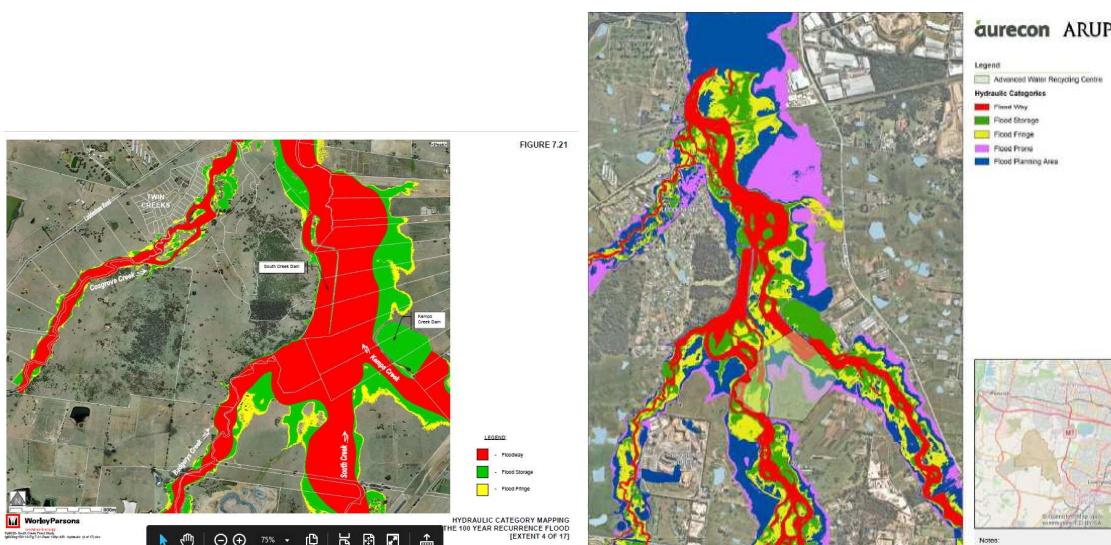 FIGURE 7.21
TWIN
CREEKS
Cosgrove Creek
South Creek Dam
Kemps
Creek Dam
Kemps Creek
Badgerys Creek
South Creek
LEGEND
- Floodway
- Flood Storage
- Flood Fringe
WorleyParsons
HYDRAULIC CATEGORY MAPPING
THE 100 YEAR RECURRENCE FLOOD
[EXTENT 4 OF 17]
75%
aurecon ARUP
Legend
Advanced Water Recycling Centre
Hydraulic Categories
Flood Way
Flood Storage
Flood Fringe
Flood Prone
Flood Planning Area
M7
Notes: